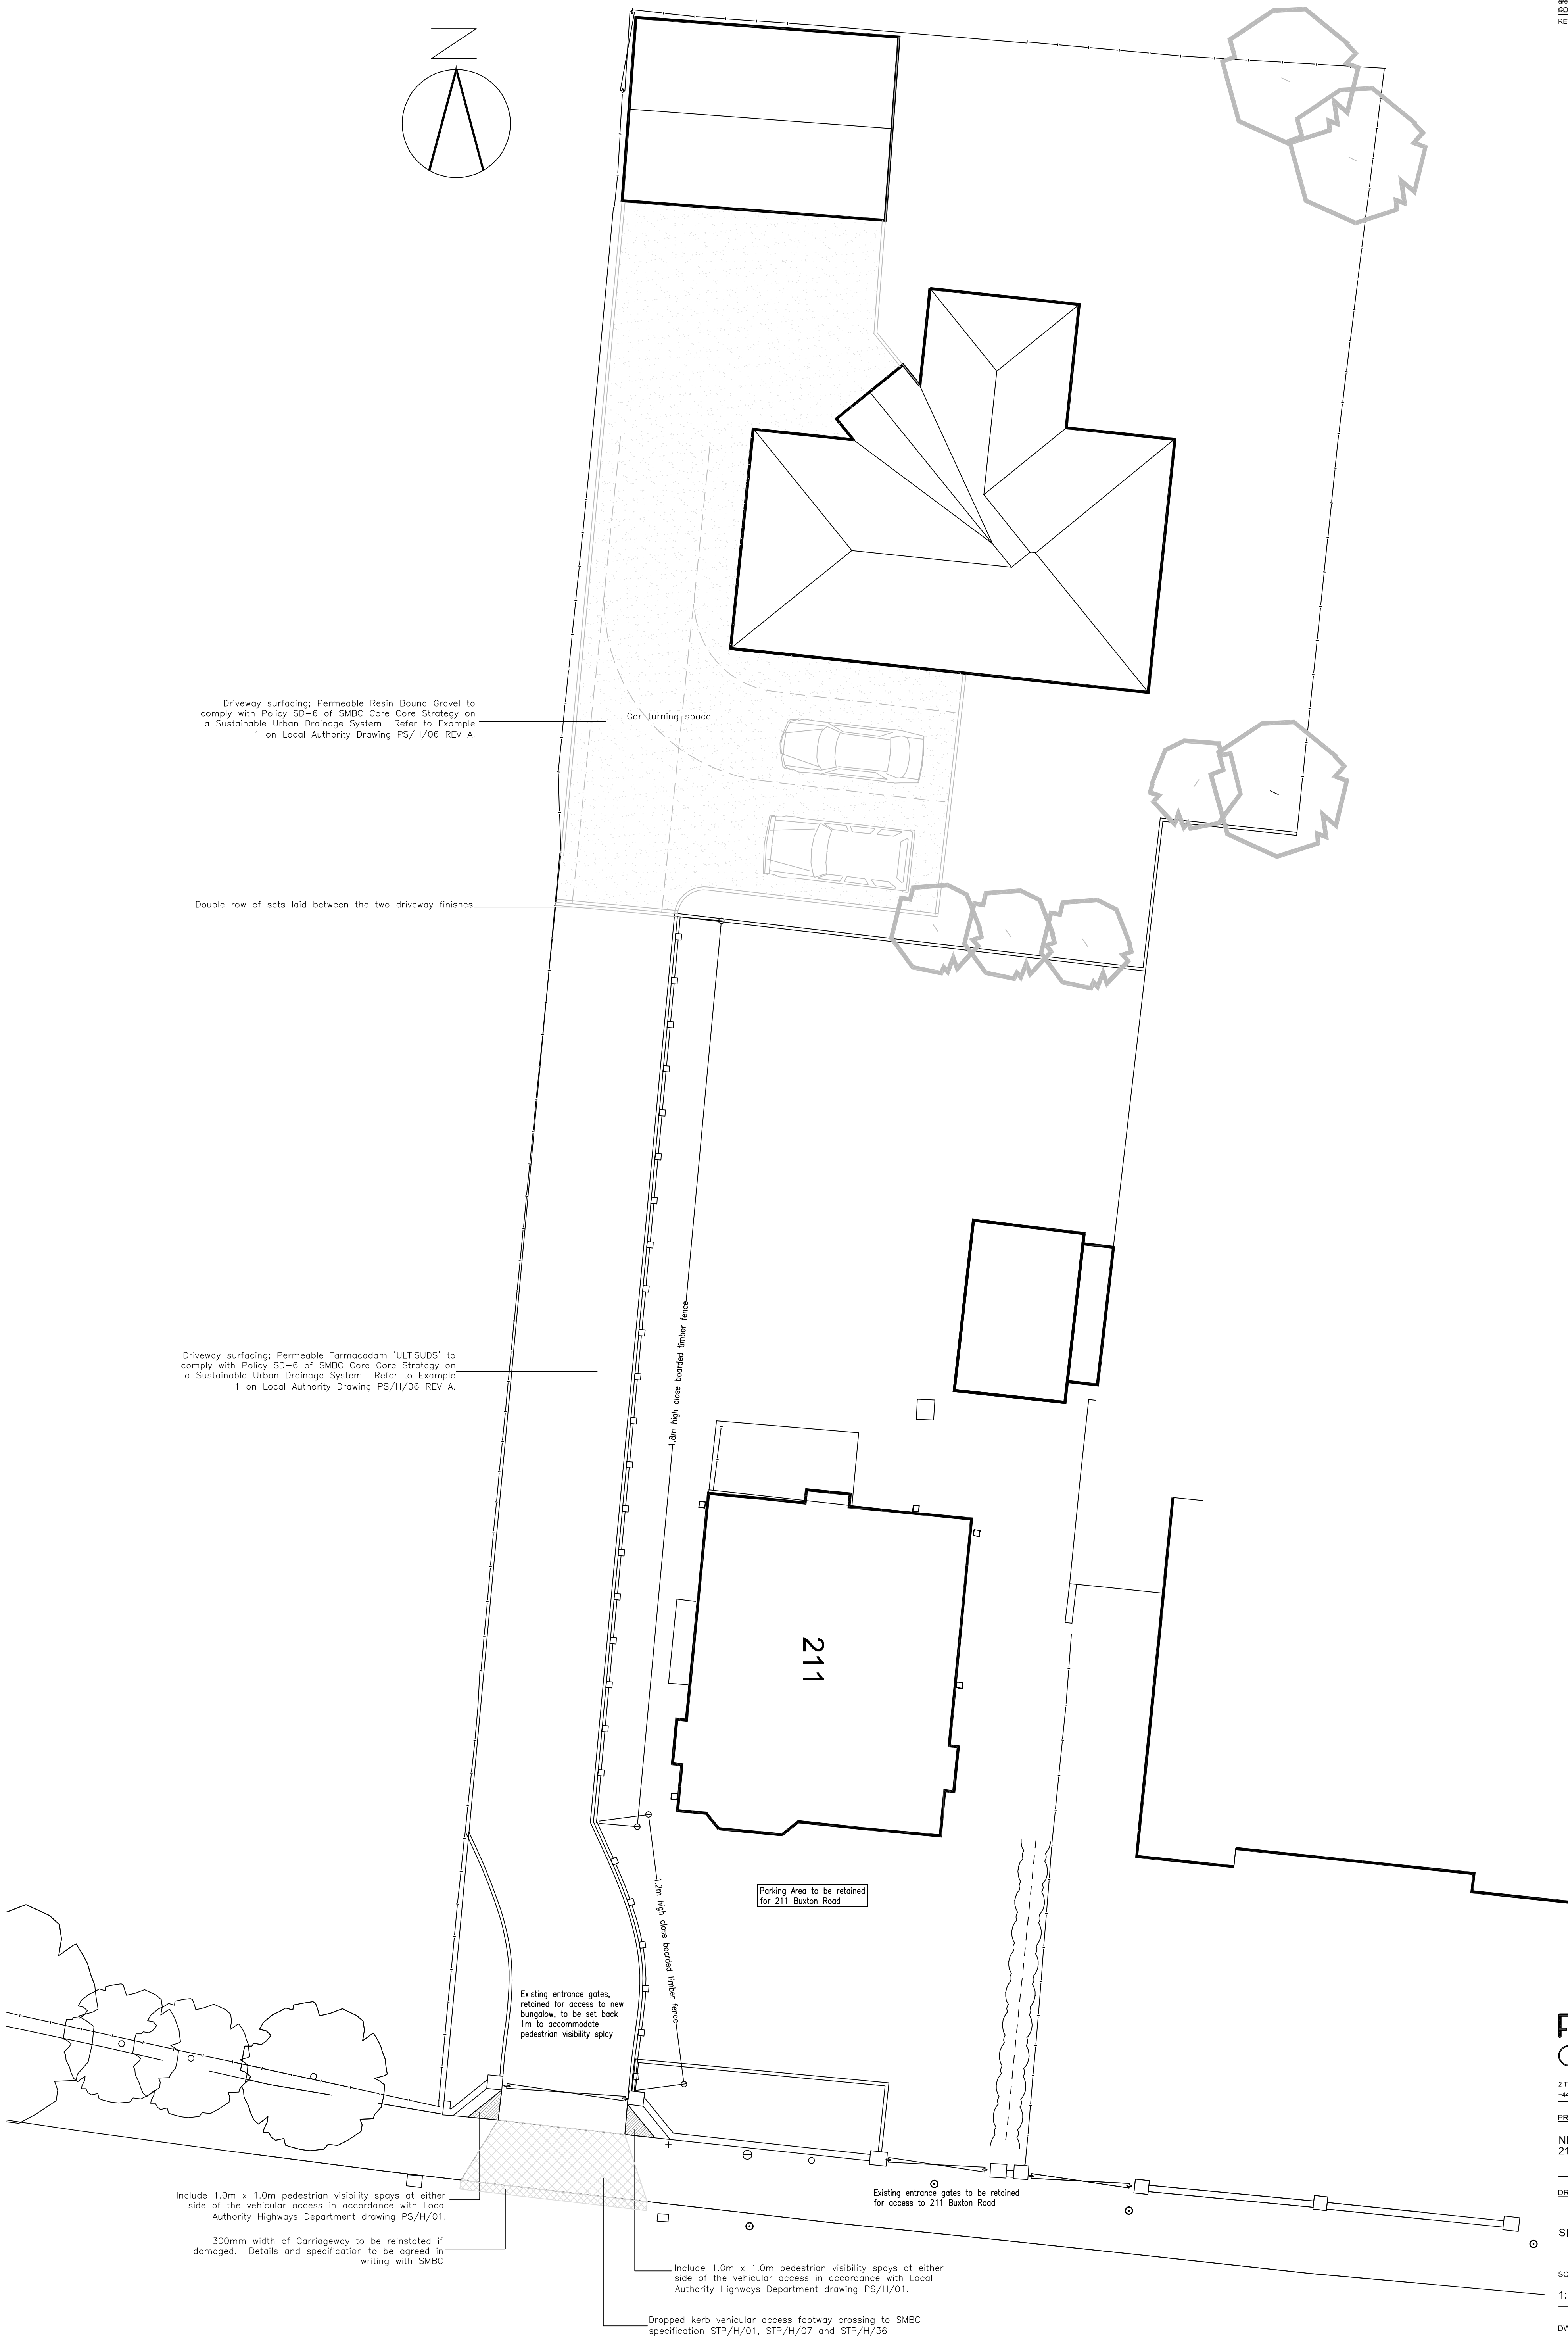 RE
N
Driveway surfacing; Permeable Resin Bound Gravel to
comply with Policy SD-6 of SMBC Core Core Strategy on
a Sustainable Urban Drainage System Refer to Example
1 on Local Authority Drawing PS/H/06 REV A.
Car turning space
Double row of sets laid between the two driveway finishes
1.8m high close boarded timber fence
Driveway surfacing; Permeable Tarmacadam 'ULTISUDS' to
comply with Policy SD-6 of SMBC Core Core Strategy on
a Sustainable Urban Drainage System Refer to Example
1 on Local Authority Drawing PS/H/06 REV A.
211
Parking Area to be retained
for 211 Buxton Road
1.2m high close boarded timber fence
Existing entrance gates,
retained for access to new
bungalow, to be set back
1m to accommodate
pedestrian visibility splay
Existing entrance gates to be retained
for access to 211 Buxton Road
Include 1.0m x 1.0m pedestrian visibility spays at either
side of the vehicular access in accordance with Local
Authority Highways Department drawing PS/H/01.
300mm width of Carriageway to be reinstated if
damaged. Details and specification to be agreed in
writing with SMBC
Include 1.0m x 1.0m pedestrian visibility spays at either
side of the vehicular access in accordance with Local
Authority Highways Department drawing PS/H/01.
Dropped kerb vehicular access footway crossing to SMBC
specification STP/H/01, STP/H/07 and STP/H/36
2 T
+44
PR
21
DR
SC
1: